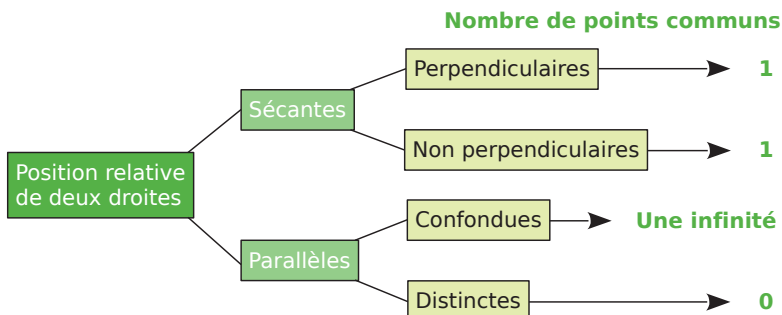 Nombre de points communs
Perpendiculaires
1
Sécantes
Non perpendiculaires
1
Position relative
de deux droites
Confondues
Une infinité
Parallèles
Distinctes
0